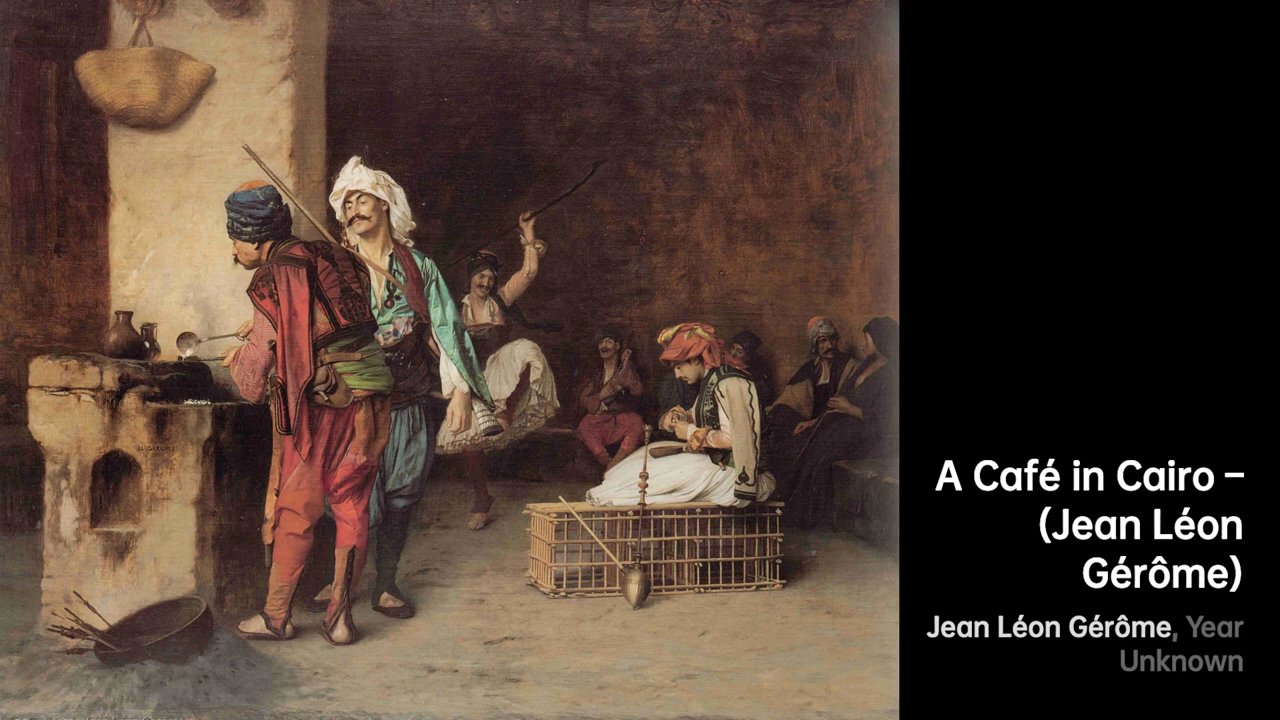 A Café in Cairo –
(Jean Léon
Gérôme)
Jean Léon Gérôme, Year
Unknown